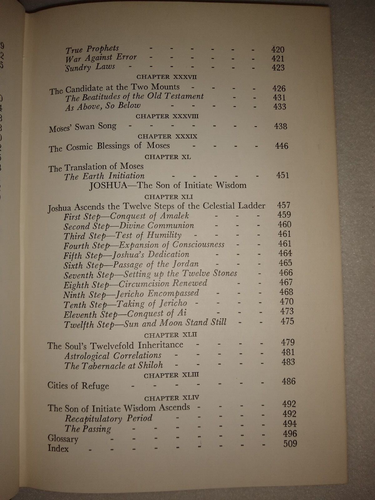 True Prophets - - - - - - 420
War Against Error - - - - - 421
Sundry Laws - - - - - - 423
CHAPTER XXXVII
The Candidate at the Two Mounts - - - - 426
The Beatitudes of the Old Testament - - - 431
As Above, So Below - - - - - 433
CHAPTER XXXVIII
Moses' Swan Song - - - - - - - 438
CHAPTER XXXIX
The Cosmic Blessings of Moses - - - - 446
CHAPTER XL
The Translation of Moses
The Earth Initiation - - - - - 451
JOSHUA—The Son of Initiate Wisdom
CHAPTER XLI
Joshua Ascends the Twelve Steps of the Celestial Ladder 457
First Step—Conquest of Amalek - - - 459
Second Step—Divine Communion - - - 460
Third Step—Test of Humility - - - - 461
Fourth Step—Expansion of Consciousness - - 461
Fifth Step—Joshua's Dedication - - - 464
Sixth Step—Passage of the Jordan - - - 465
Seventh Step—Setting up the Twelve Stones - 466
Eighth Step—Circumcision Renewed - - 467
Ninth Step—Jericho Encompassed - - - 468
Tenth Step—Taking of Jericho - - - - 470
Eleventh Step—Conquest of Ai - - - 473
Twelfth Step—Sun and Moon Stand Still - - 475
CHAPTER XLII
The Soul's Twelvefold Inheritance - - - - 479
Astrological Correlations - - - - - 481
The Tabernacle at Shiloh - - - - 483
CHAPTER XLIII
Cities of Refuge - - - - - - - 486
CHAPTER XLIV
The Son of Initiate Wisdom Ascends - - - 492
Recapitulatory Period - - - - - 492
The Passing - - - - - - 494
Glossary - - - - - - - - 496
Index - - - - - - - - - 509